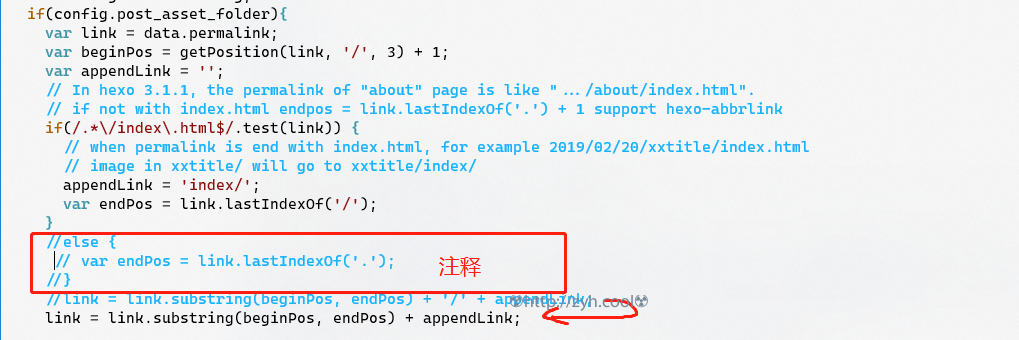 if(config.post_asset_folder){
var link = data.permalink;
var beginPos = getPosition(link, '/', 3) + 1;
var appendLink = '';
// In hexo 3.1.1, the permalink of "about" page is like ".../about/index.html".
// if not with index.html endpos = link.lastIndexOf('.') + 1 support hexo-abbrlink
if(/.*\/index\.html$/.test(link)) {
// when permalink is end with index.html, for example 2019/02/20/xxtitle/index.html
// image in xxtitle/ will go to xxtitle/index/
appendLink = 'index/';
var endPos = link.lastIndexOf('/');
}
//else {
// var endPos = link.lastIndexOf('.');
注释
//}
//link = link.substring(beginPos, endPos) + '/' + appendLink;
☢http://zyh.cool☢
link = link.substring(beginPos, endPos) + appendLink;